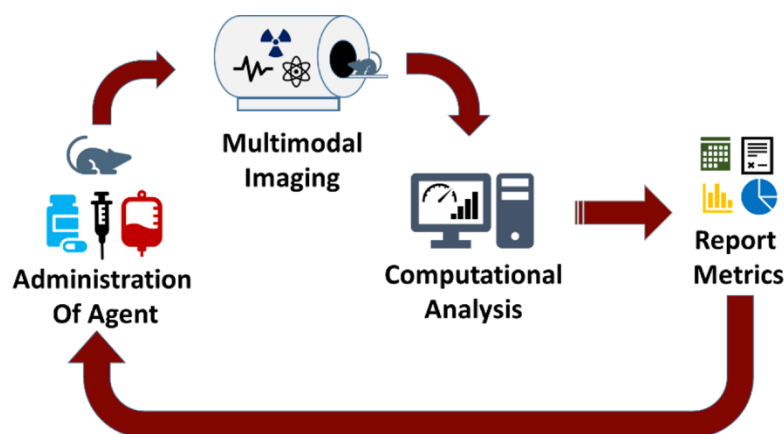 Multimodal
Imaging
Administration
Of Agent
Computational
Analysis
Report
Metrics